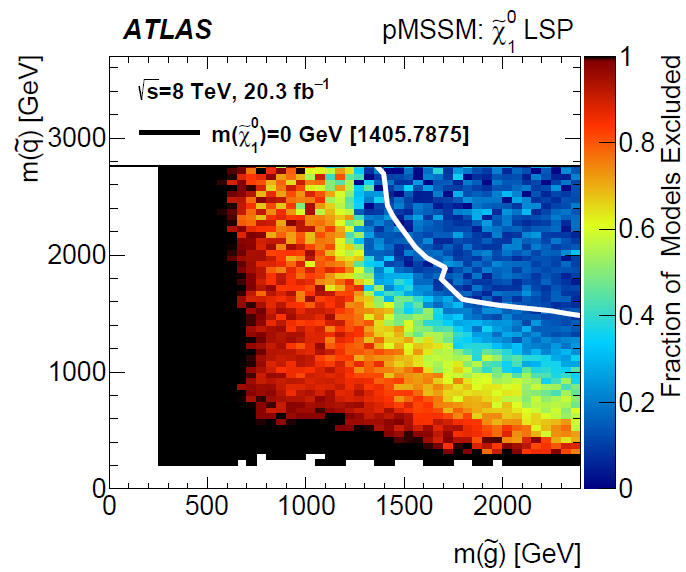 ATLAS
pMSSM: χ̃⁰₁ LSP
√s=8 TeV, 20.3 fb⁻¹
m(χ̃⁰₁)=0 GeV [1405.7875]
m(q̃) [GeV]
3000
2000
1000
0
0 500 1000 1500 2000
m(g̃) [GeV]
1
0.8
0.6
0.4
0.2
0
Fraction of Models Excluded